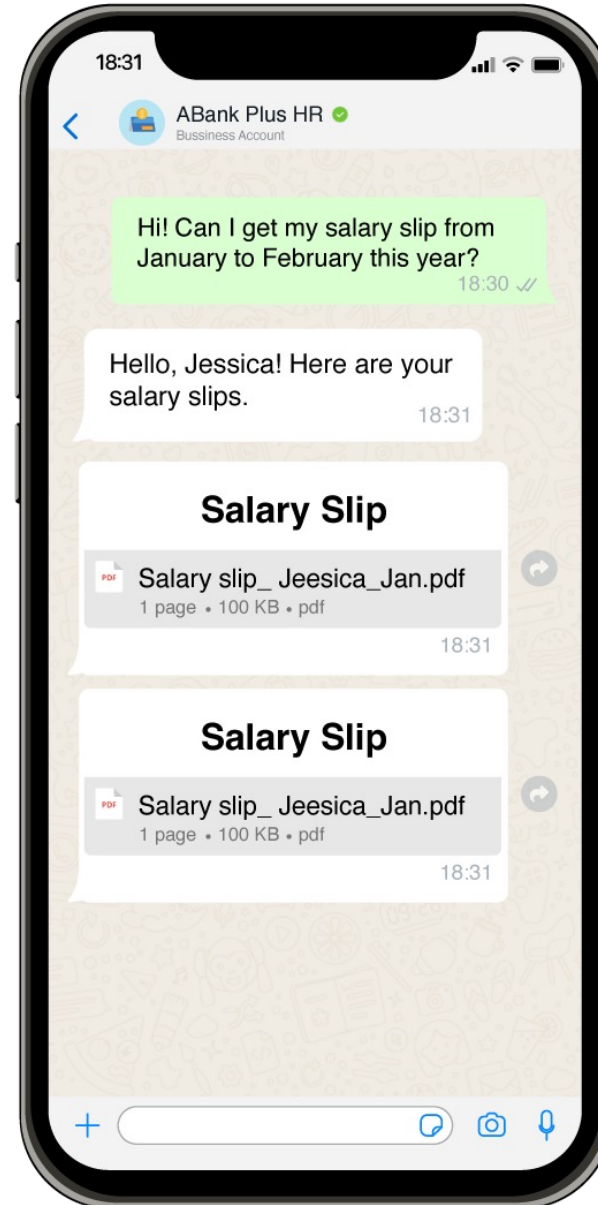 18:31
ABank Plus HR
Bussiness Account
Hi! Can I get my salary slip from
January to February this year?
18:30
Hello, Jessica! Here are your
salary slips.
18:31
Salary Slip
PDF
Salary slip_ Jeesica_Jan.pdf
1 page • 100 KB • pdf
18:31
Salary Slip
PDF
Salary slip_ Jeesica_Jan.pdf
1 page • 100 KB • pdf
18:31